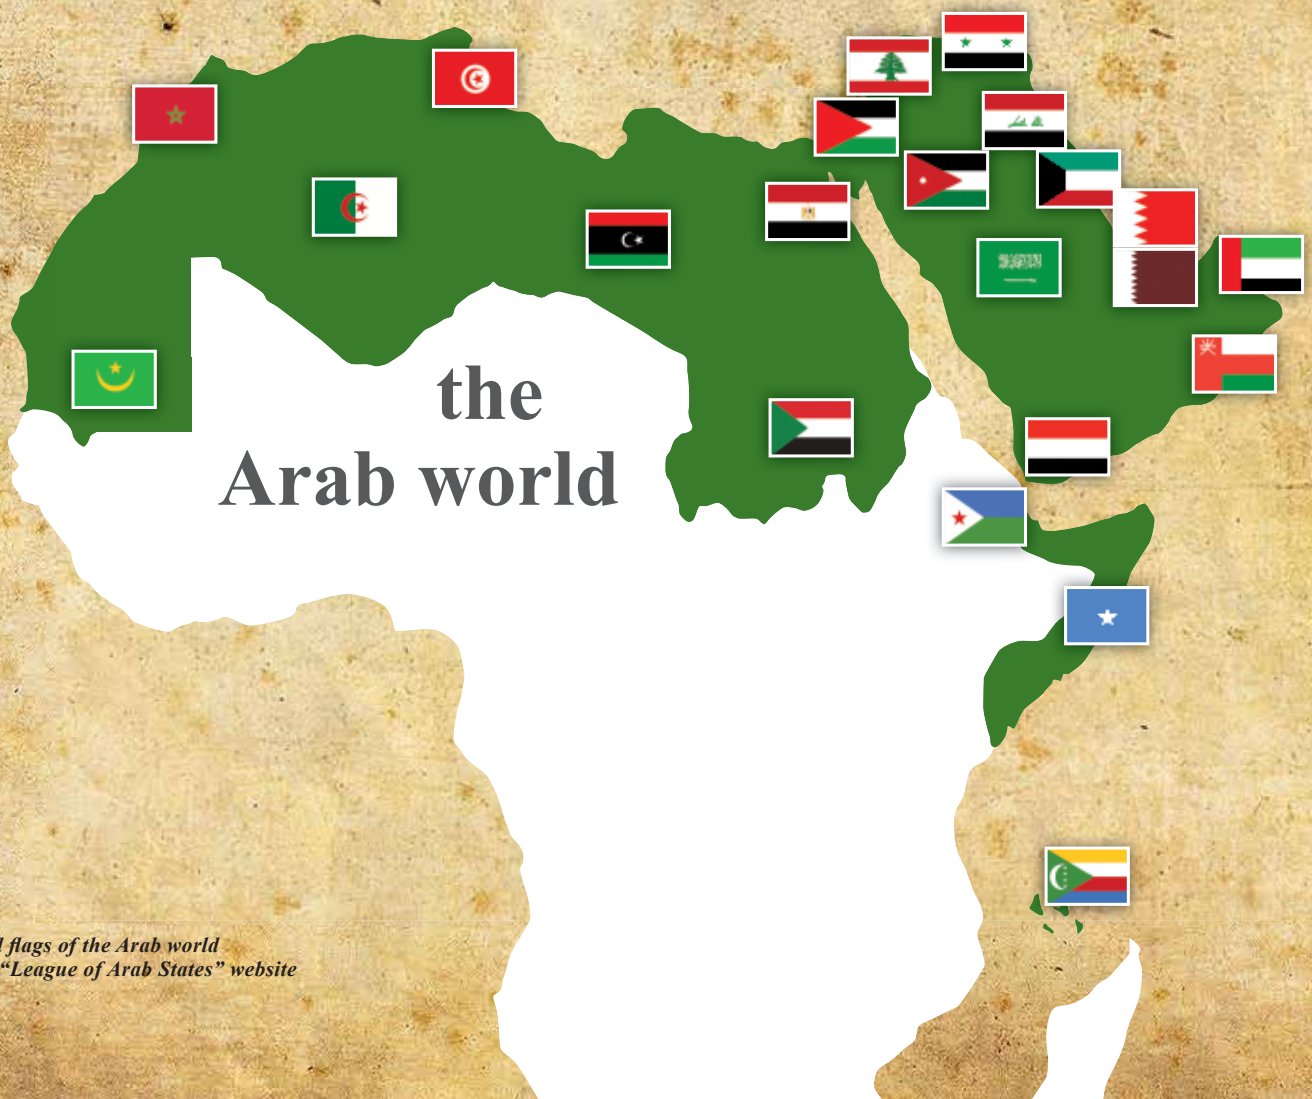 the
Arab world
flags of the Arab world
“League of Arab States” website